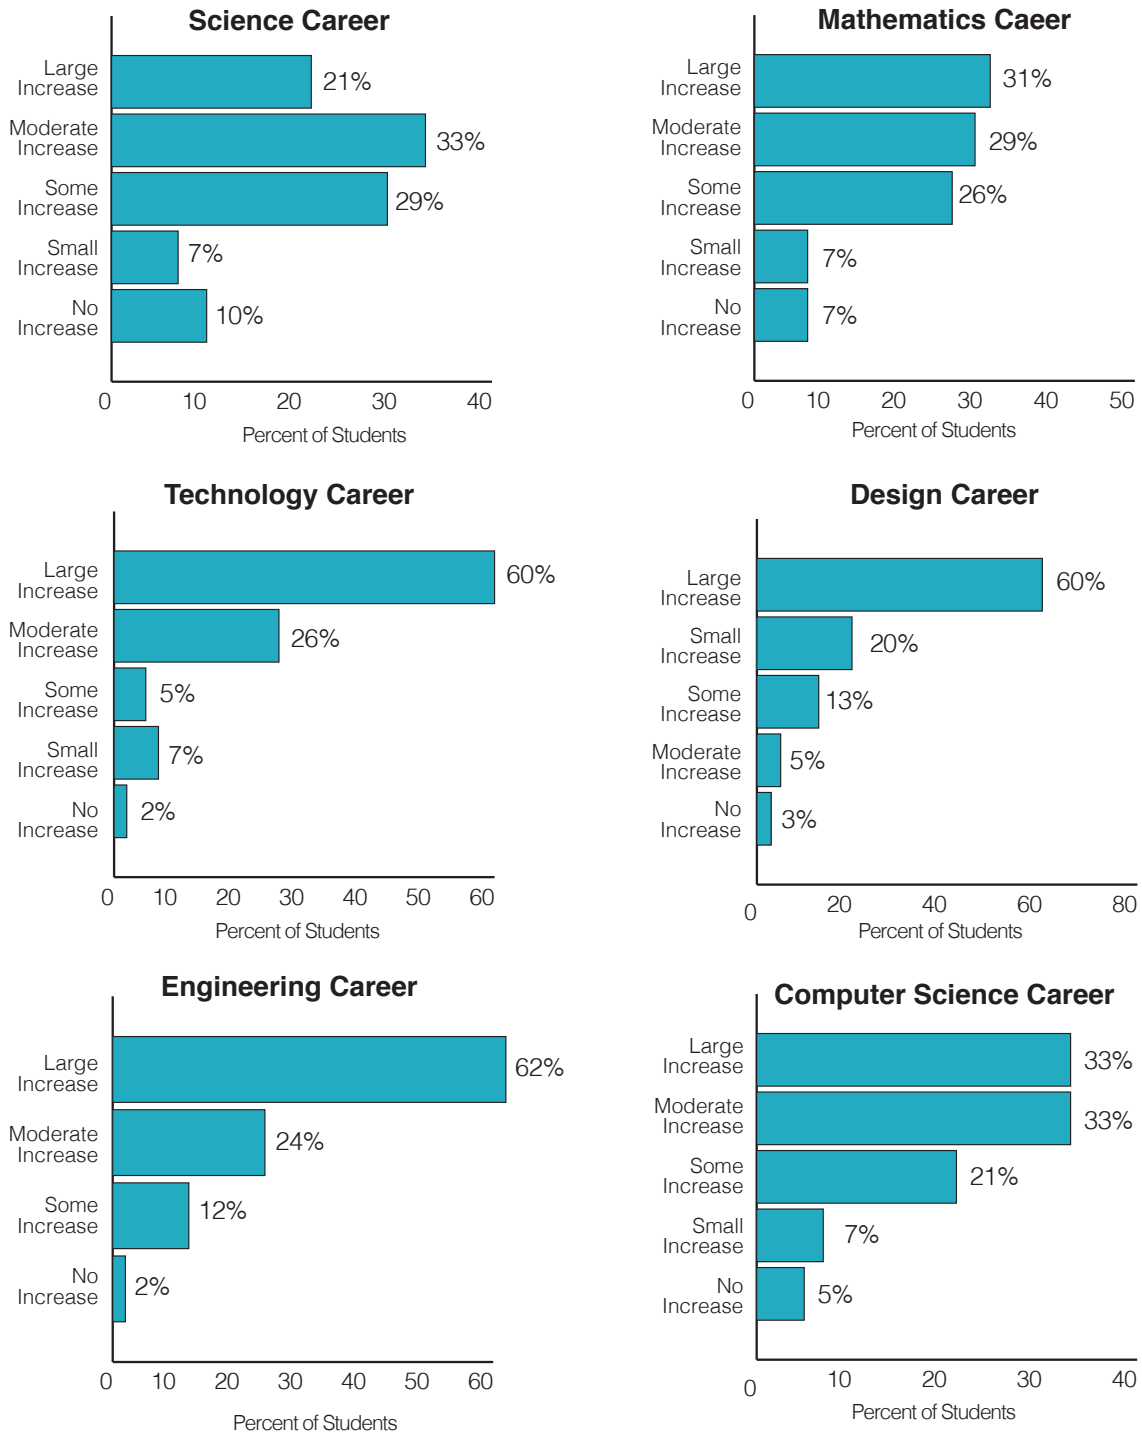 Science Career
Large
Increase
21%
Moderate
Increase
33%
Some
Increase
29%
Small
Increase
7%
No
Increase
10%
0 10 20 30 40
Percent of Students
Mathematics Caeer
Large
Increase
31%
Moderate
Increase
29%
Some
Increase
26%
Small
Increase
7%
No
Increase
7%
0 10 20 30 40 50
Percent of Students
Technology Career
Large
Increase
60%
Moderate
Increase
26%
Some
Increase
5%
Small
Increase
7%
No
Increase
2%
0 10 20 30 40 50 60
Percent of Students
Design Career
Large
Increase
60%
Small
Increase
20%
Some
Increase
13%
Moderate
Increase
5%
No
Increase
3%
0 20 40 60 80
Percent of Students
Engineering Career
Large
Increase
62%
Moderate
Increase
24%
Some
Increase
12%
No
Increase
2%
0 10 20 30 40 50 60
Percent of Students
Computer Science Career
Large
Increase
33%
Moderate
Increase
33%
Some
Increase
21%
Small
Increase
7%
No
Increase
5%
0 10 20 30 40
Percent of Students